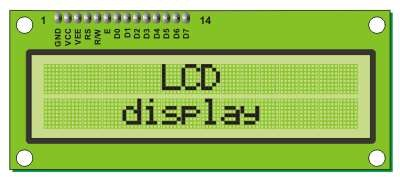 1 14
GND VCC VEE RS R/W E D0 D1 D2 D3 D4 D5 D6 D7
LCD
display